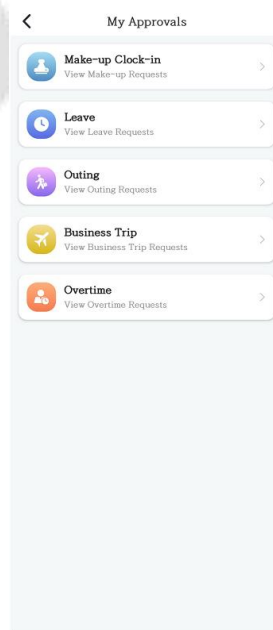 My Approvals
Make-up Clock-in
View Make-up Requests
Leave
View Leave Requests
Outing
View Outing Requests
Business Trip
View Business Trip Requests
Overtime
View Overtime Requests